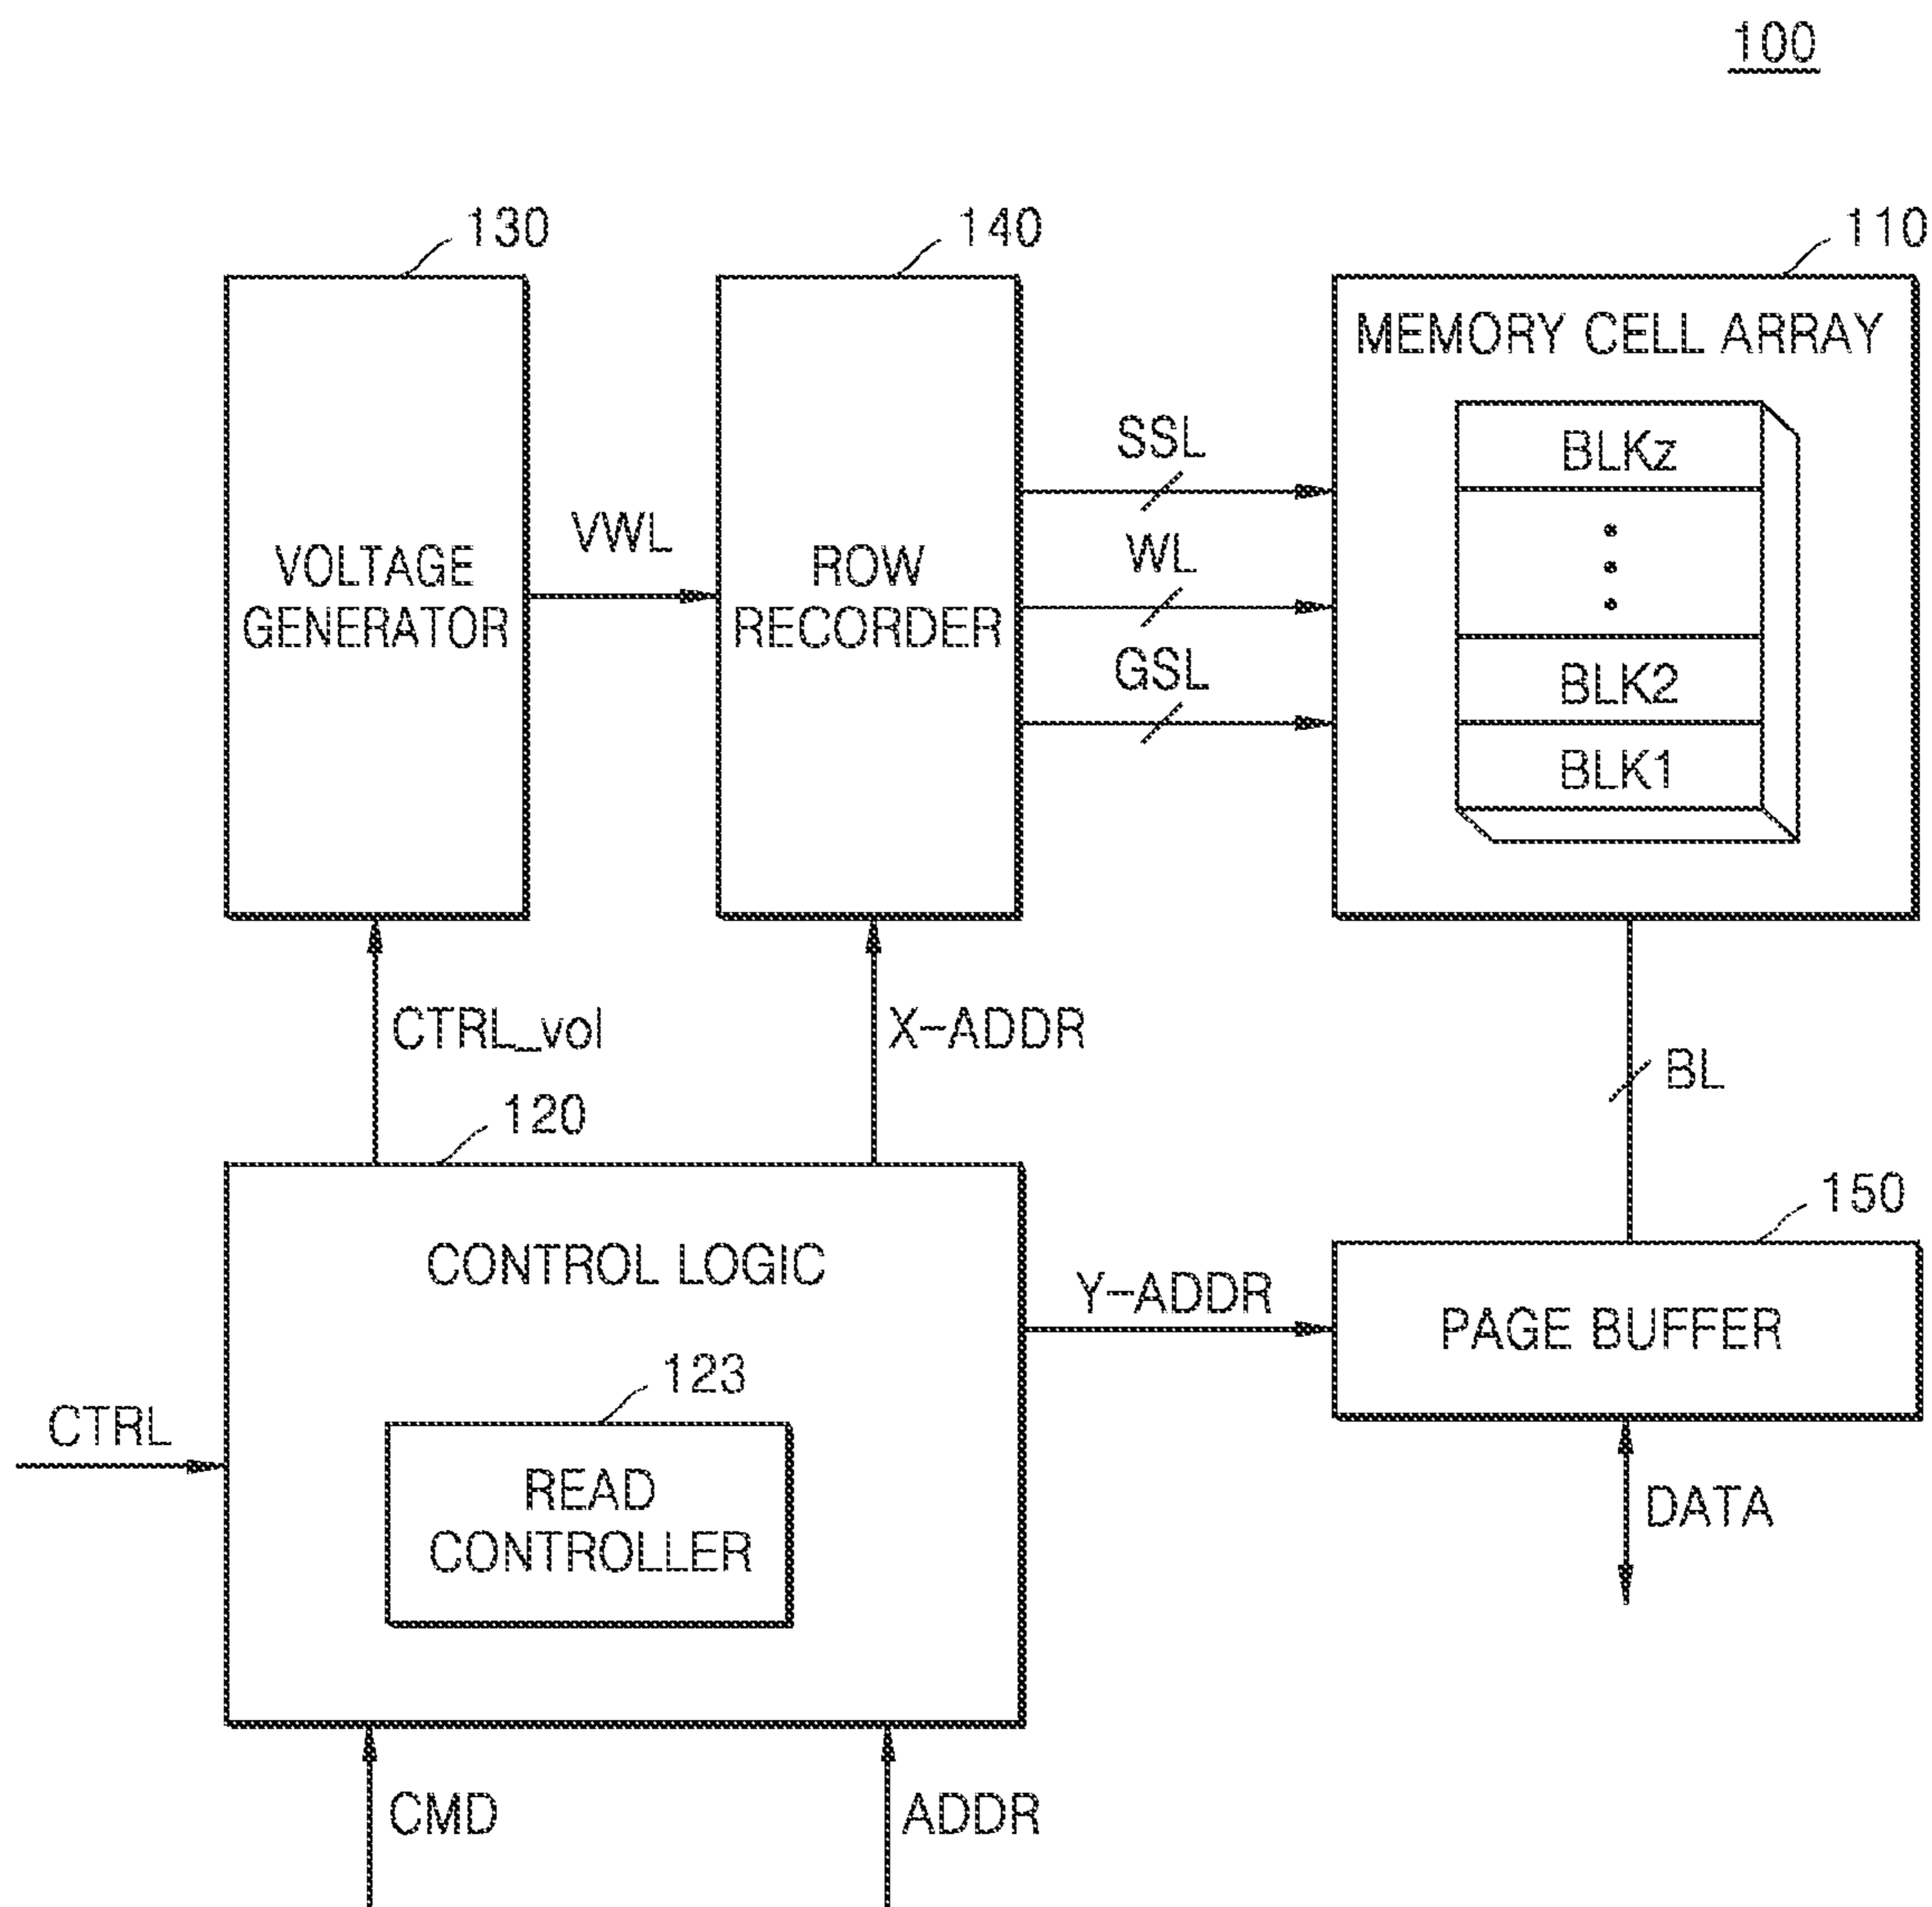 100
130
140
110
VOLTAGE
GENERATOR
VWL
ROW
RECORDER
SSL
WL
GSL
MEMORY CELL ARRAY
BLKz
BLK2
BLK1
CTRL_vol
X-ADDR
BL
120
150
CONTROL LOGIC
Y-ADDR
PAGE BUFFER
123
CTRL
READ
CONTROLLER
DATA
CMD
ADDR